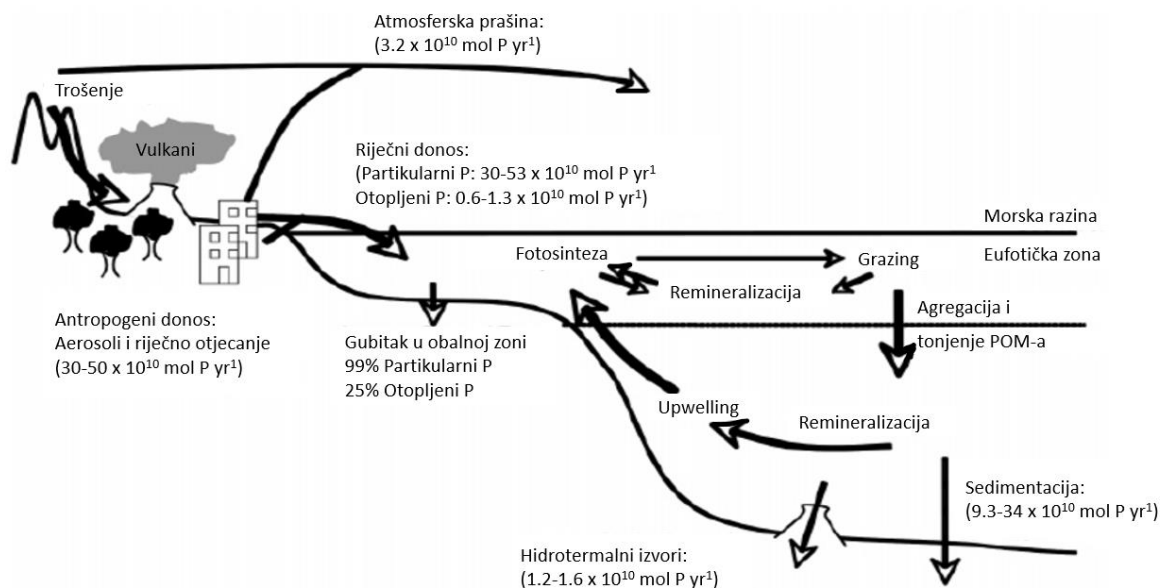 Atmosferska prašina:
(3.2 x 10¹⁰ mol P yr¹)
Trošenje
Vulkani
Riječni donos:
(Partikularni P: 30-53 x 10¹⁰ mol P yr¹
Otopljeni P: 0.6-1.3 x 10¹⁰ mol P yr¹)
Morska razina
Eufotička zona
Fotosinteza
Grazing
Remineralizacija
Agregacija i
tonjenje POM-a
Antropogeni donos:
Aerosoli i riječno otjecanje
(30-50 x 10¹⁰ mol P yr¹)
Gubitak u obalnoj zoni
99% Partikularni P
25% Otopljeni P
Upwelling
Remineralizacija
Sedimentacija:
(9.3-34 x 10¹⁰ mol P yr¹)
Hidrotermalni izvori:
(1.2-1.6 x 10¹⁰ mol P yr¹)